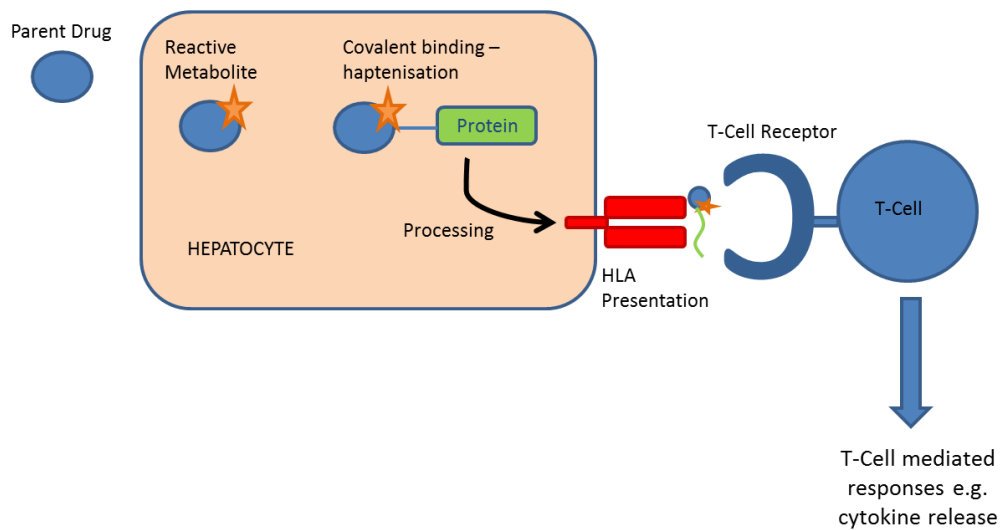 Parent Drug
Reactive
Metabolite
Covalent binding –
haptenisation
Protein
T-Cell Receptor
T-Cell
Processing
HEPATOCYTE
HLA
Presentation
T-Cell mediated
responses e.g.
cytokine release